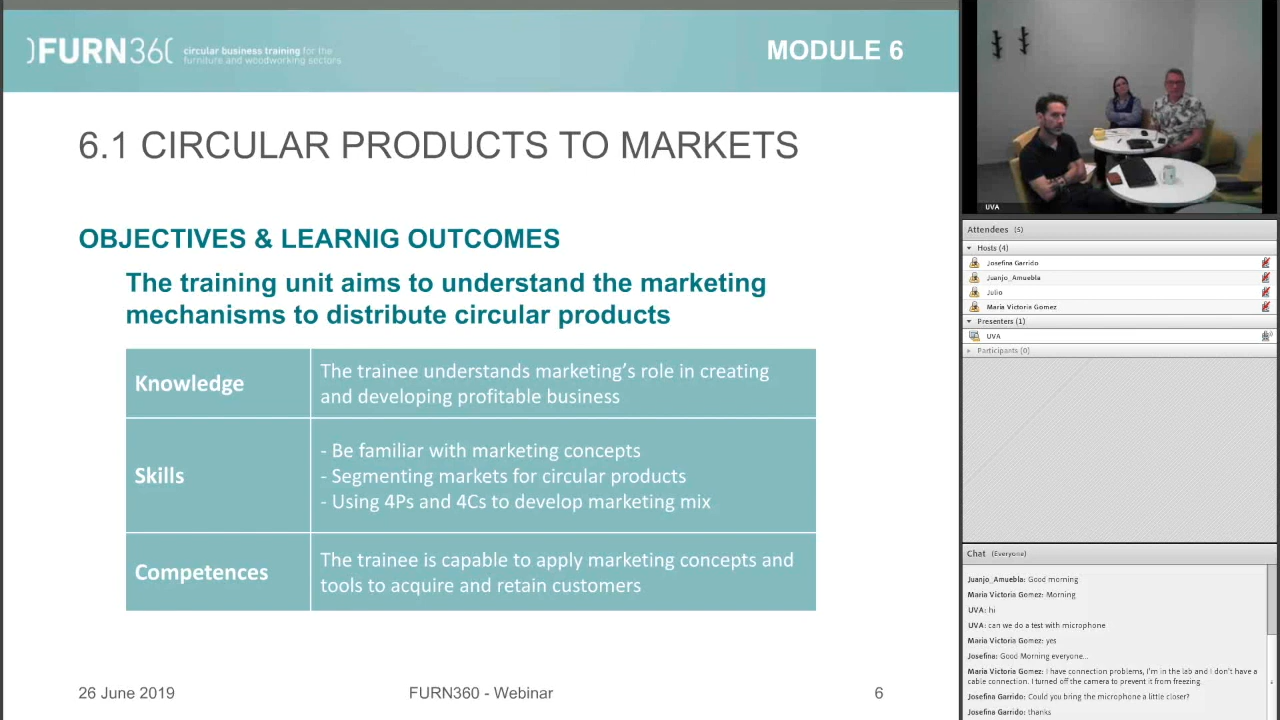 )FURN360(
circular business training for the
furniture and woodworking sectors
MODULE 6
6.1 CIRCULAR PRODUCTS TO MARKETS
OBJECTIVES & LEARNIG OUTCOMES
The training unit aims to understand the marketing
mechanisms to distribute circular products
Knowledge
The trainee understands marketing's role in creating
and developing profitable business
Skills
- Be familiar with marketing concepts
- Segmenting markets for circular products
- Using 4Ps and 4Cs to develop marketing mix
Competences
The trainee is capable to apply marketing concepts and
tools to acquire and retain customers
26 June 2019
FURN360 - Webinar
6
UVA
Attendees (5)
Hosts (4)
Josefina Garrido
Juanjo_Amuebla
Julio
Maria Victoria Gomez
Presenters (1)
UVA
Participants (0)
Chat (Everyone)
Juanjo_Amuebla: Good morning
Maria Victoria Gomez: Morning
UVA: hi
UVA: can we do a test with microphone
Maria Victoria Gomez: yes
Josefina: Good Morning everyone...
Maria Victoria Gomez: I have connection problems, I'm in the lab and I don't have a
cable connection. I turned off the camera to prevent it from freezing.
Josefina Garrido: Could you bring the microphone a little closer?
Josefina Garrido: thanks